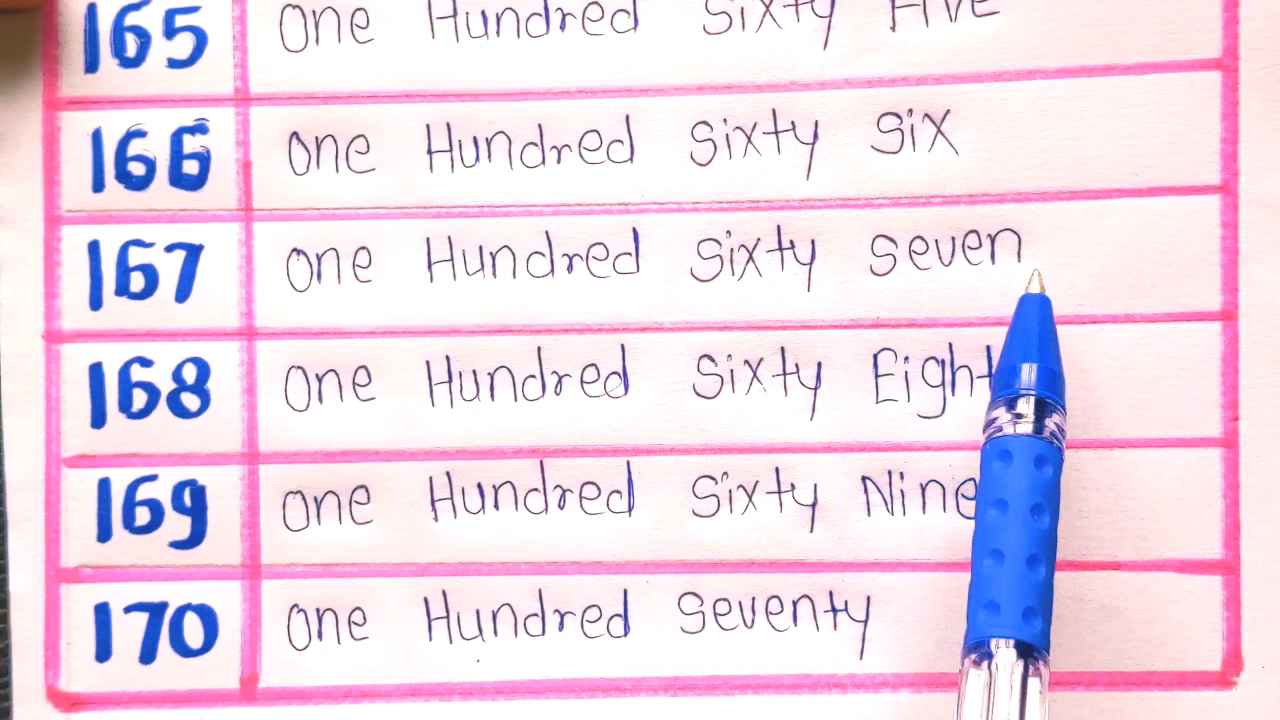 165 One Hundred Sixty Five
166 One Hundred Sixty Six
167 One Hundred Sixty Seven
168 One Hundred Sixty Eight
169 One Hundred Sixty Nine
170 One Hundred Seventy